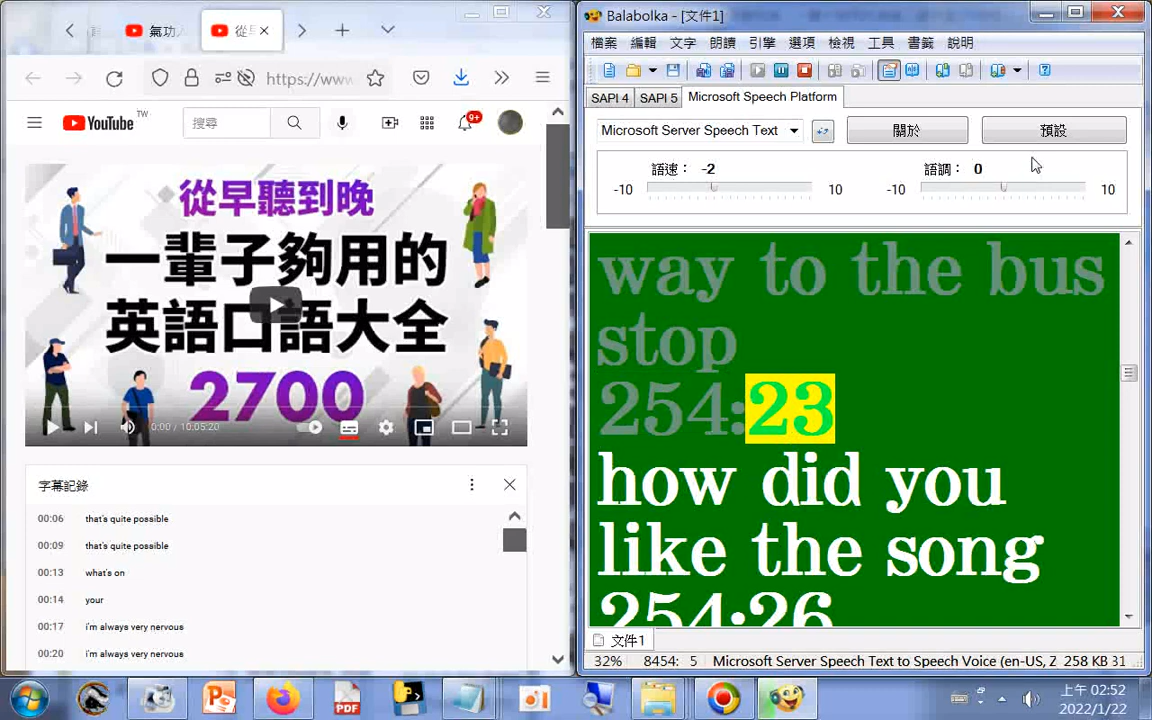 氣功
從
https://www
YouTube TW
搜尋
9+
從早聽到晚
一輩子夠用的
英語口語大全
2700
0:00 / 10:05:20
字幕記錄
00:06 that's quite possible
00:09 that's quite possible
00:13 what's on
00:14 your
00:17 i'm always very nervous
00:20 i'm always very nervous
Balabolka - [文件1]
檔案 編輯 文字 朗讀 引擎 選項 檢視 工具 書籤 說明
SAPI 4 SAPI 5 Microsoft Speech Platform
Microsoft Server Speech Text 關於 預設
語速： -2 語調： 0
-10 10 -10 10
way to the bus
stop
254:23
how did you
like the song
254:26
文件1
32% 8454: 5 Microsoft Server Speech Text to Speech Voice (en-US, Z 258 KB 31
PDF
上午 02:52
2022/1/22